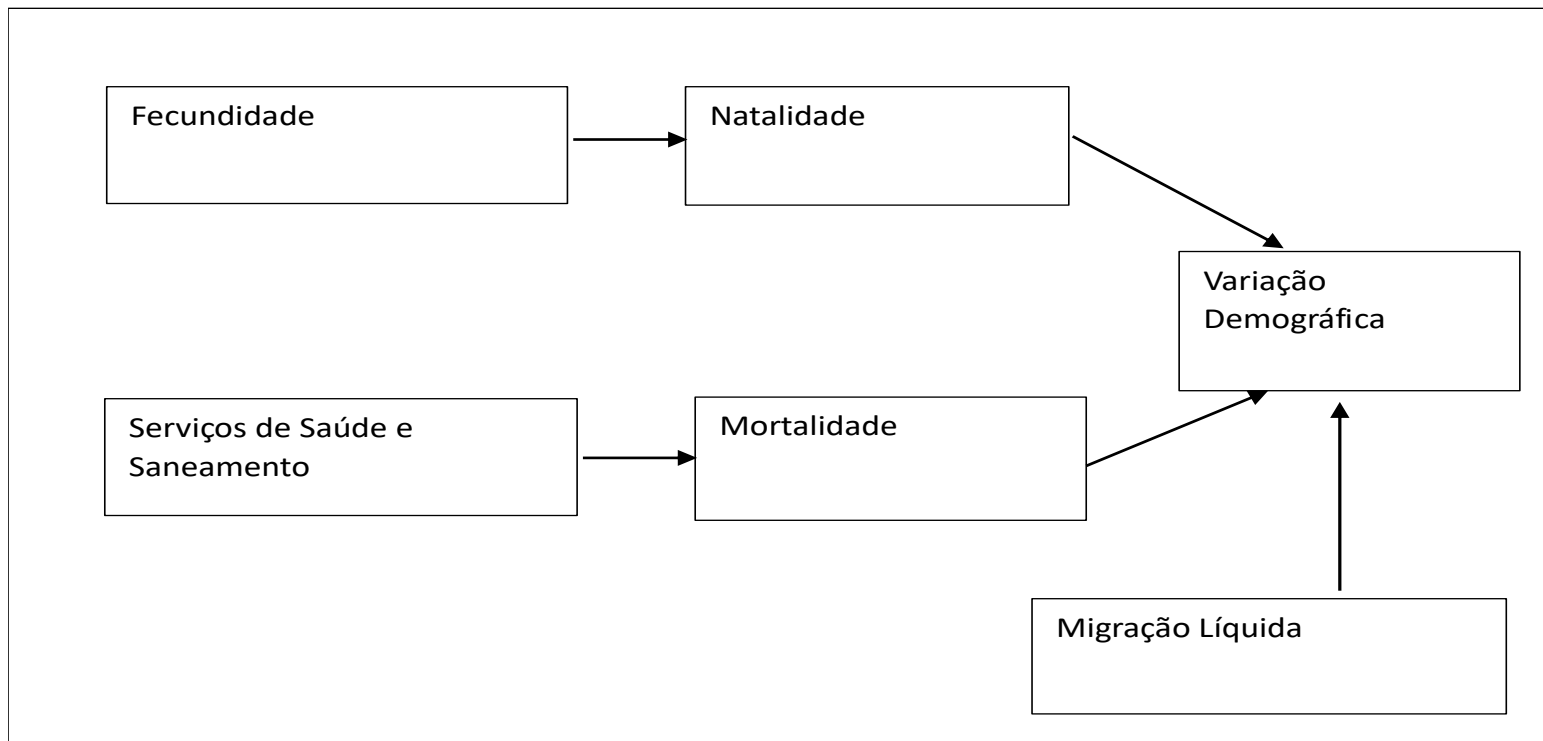 Fecundidade
Natalidade
Variação
Demográfica
Serviços de Saúde e
Saneamento
Mortalidade
Migração Líquida